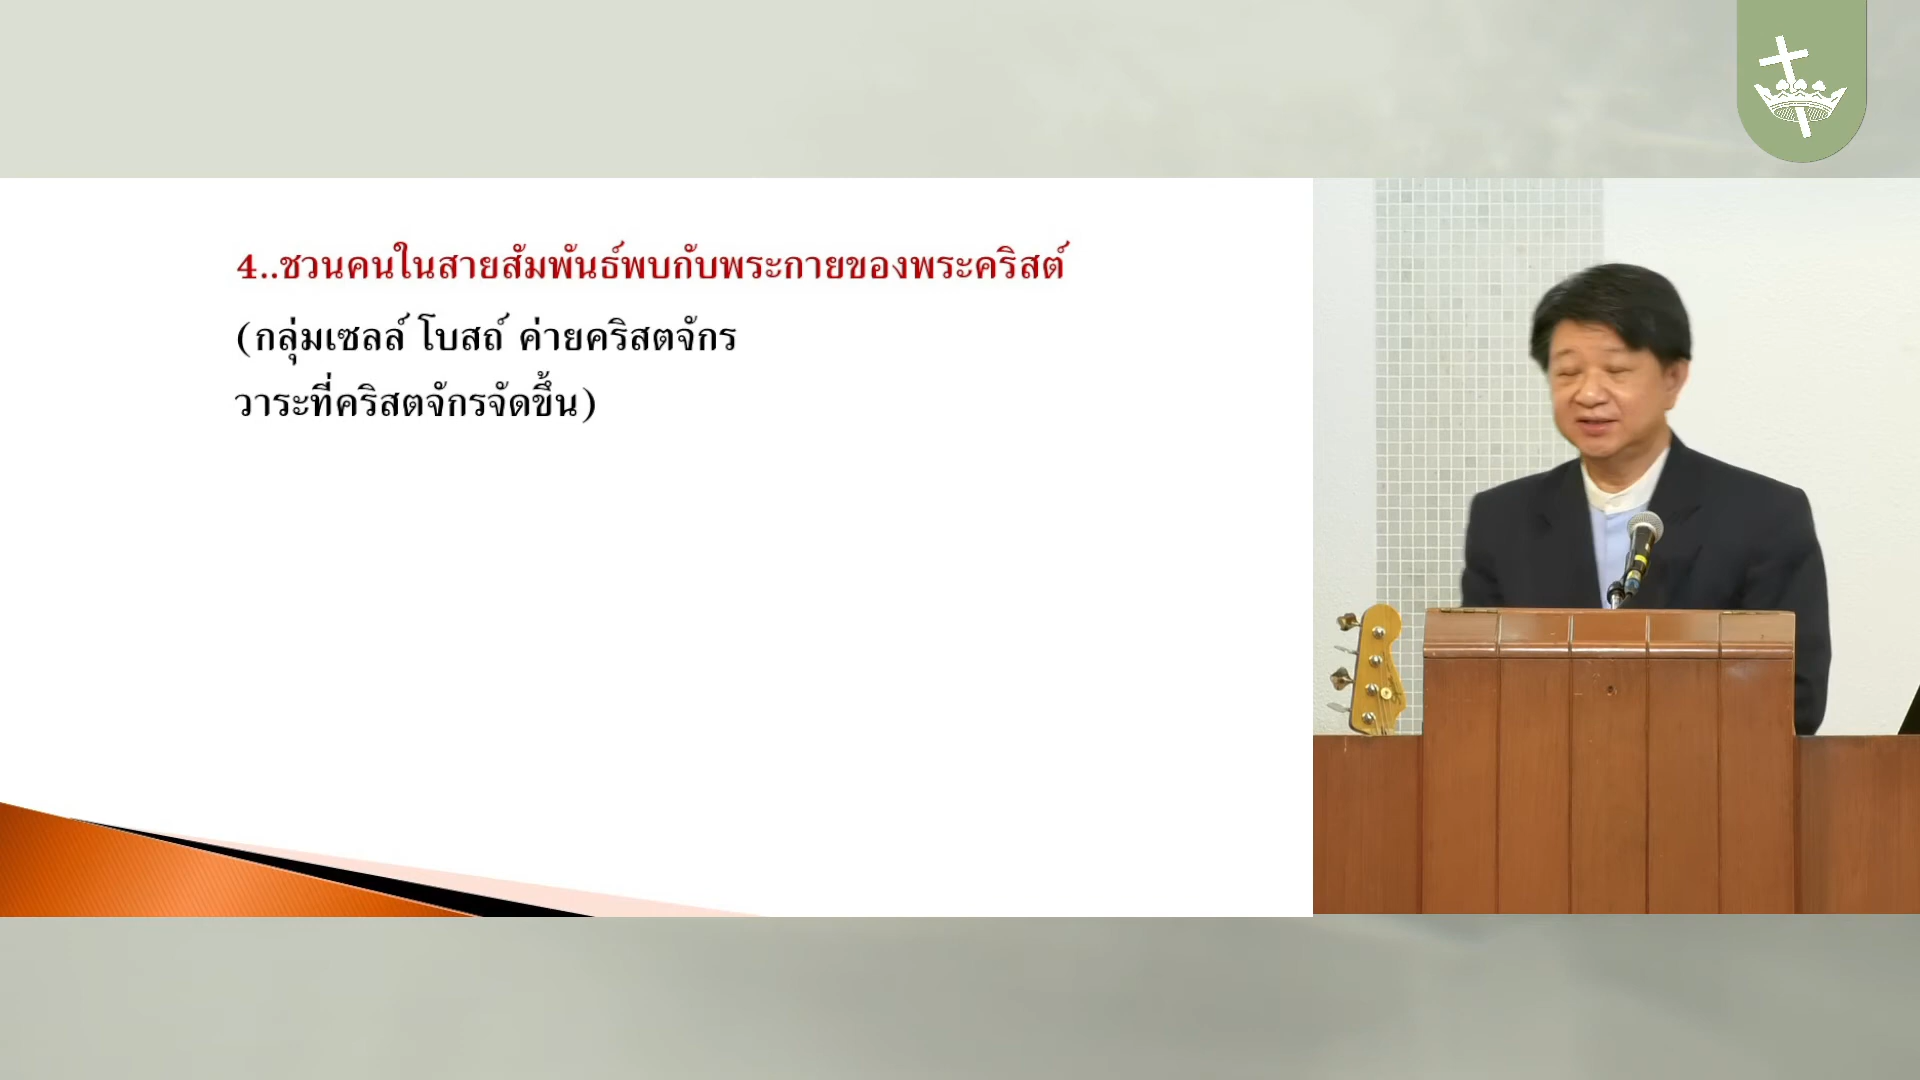 4..ชวนคนในสายสัมพันธ์พบกับพระกายของพระคริสต์
(กลุ่มเซลล์ โบสถ์ ค่ายคริสตจักร
วาระที่คริสตจักรจัดขึ้น)